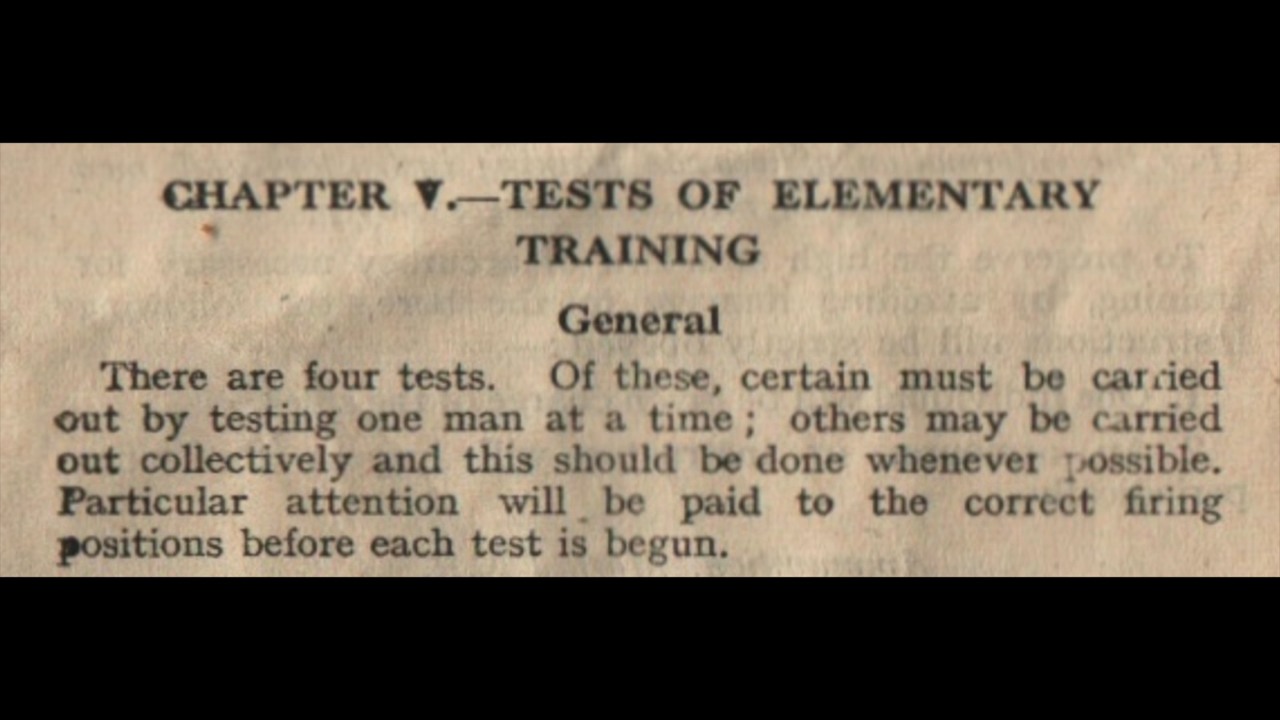 CHAPTER V.—TESTS OF ELEMENTARY
TRAINING
General
There are four tests. Of these, certain must be carried
out by testing one man at a time; others may be carried
out collectively and this should be done whenever possible.
Particular attention will be paid to the correct firing
positions before each test is begun.